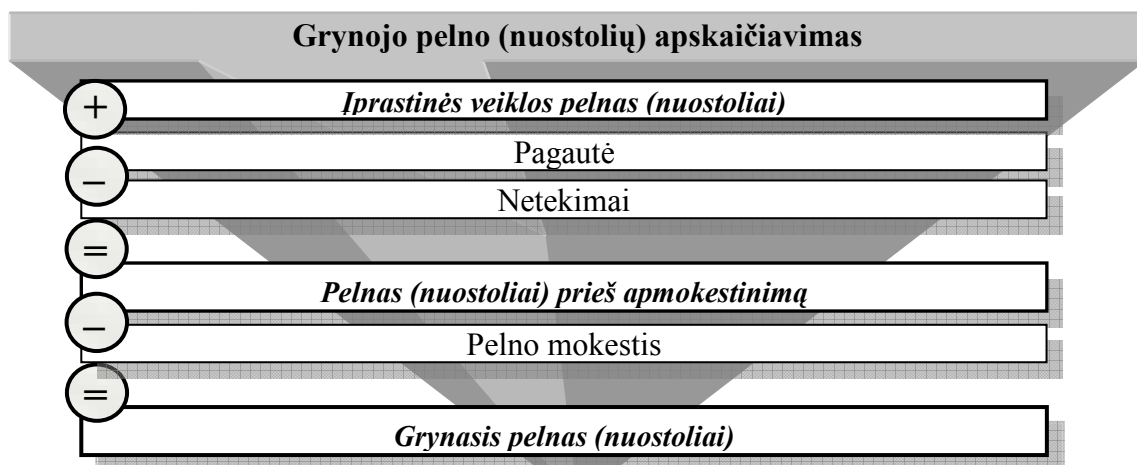 Grynojo pelno (nuostolių) apskaičiavimas
+
Įprastinės veiklos pelnas (nuostoliai)
Pagautė
–
Netekimai
=
Pelnas (nuostoliai) prieš apmokestinimą
–
Pelno mokestis
=
Grynasis pelnas (nuostoliai)